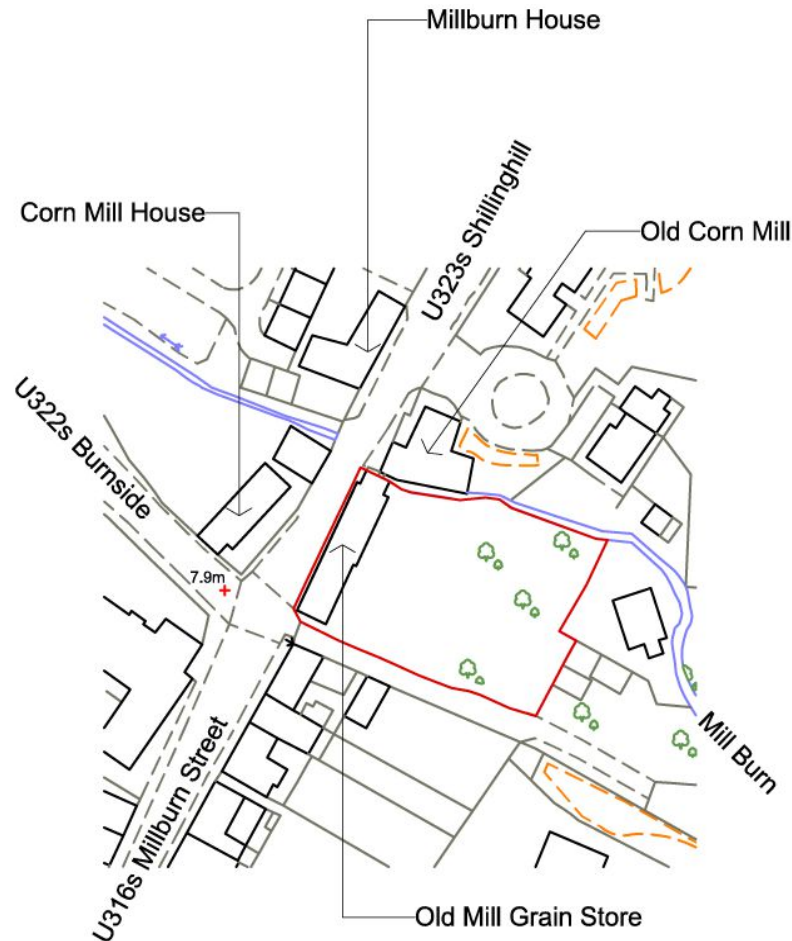 Millburn House
U323s Shillinghill
Corn Mill House
Old Corn Mill
U322s Burnside
7.9m
Mill Burn
U316s Millburn Street
Old Mill Grain Store